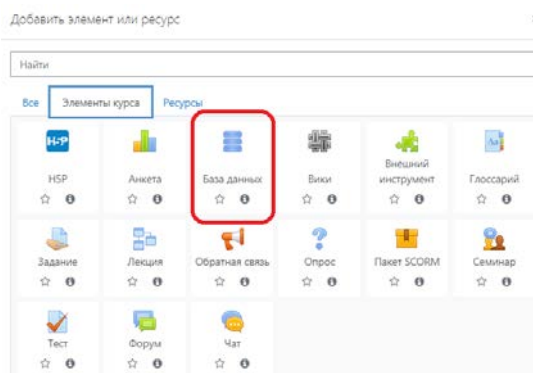 Добавить элемент или ресурс
Найти
Все Элементы курса Ресурсы
H5P
Внешний
H5P Анкета База данных Вики инструмент Глоссарий
Задание Лекция Обратная связь Опрос Пакет SCORM Семинар
Тест Форум Чат